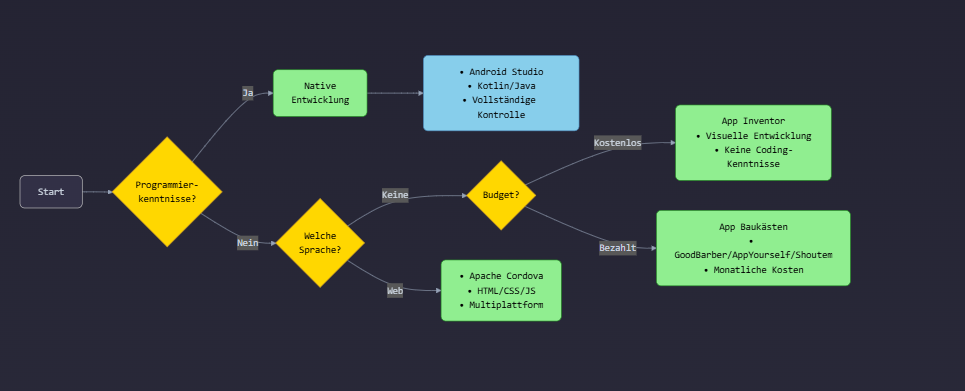 Start
Programmier-
kenntnisse?
Ja
Native
Entwicklung
• Android Studio
• Kotlin/Java
• Vollständige
Kontrolle
Nein
Welche
Sprache?
Keine
Budget?
Kostenlos
App Inventor
• Visuelle Entwicklung
• Keine Coding-
Kenntnisse
Bezahlt
App Baukästen
•
GoodBarber/AppYourself/Shoutem
• Monatliche Kosten
Web
• Apache Cordova
• HTML/CSS/JS
• Multiplattform